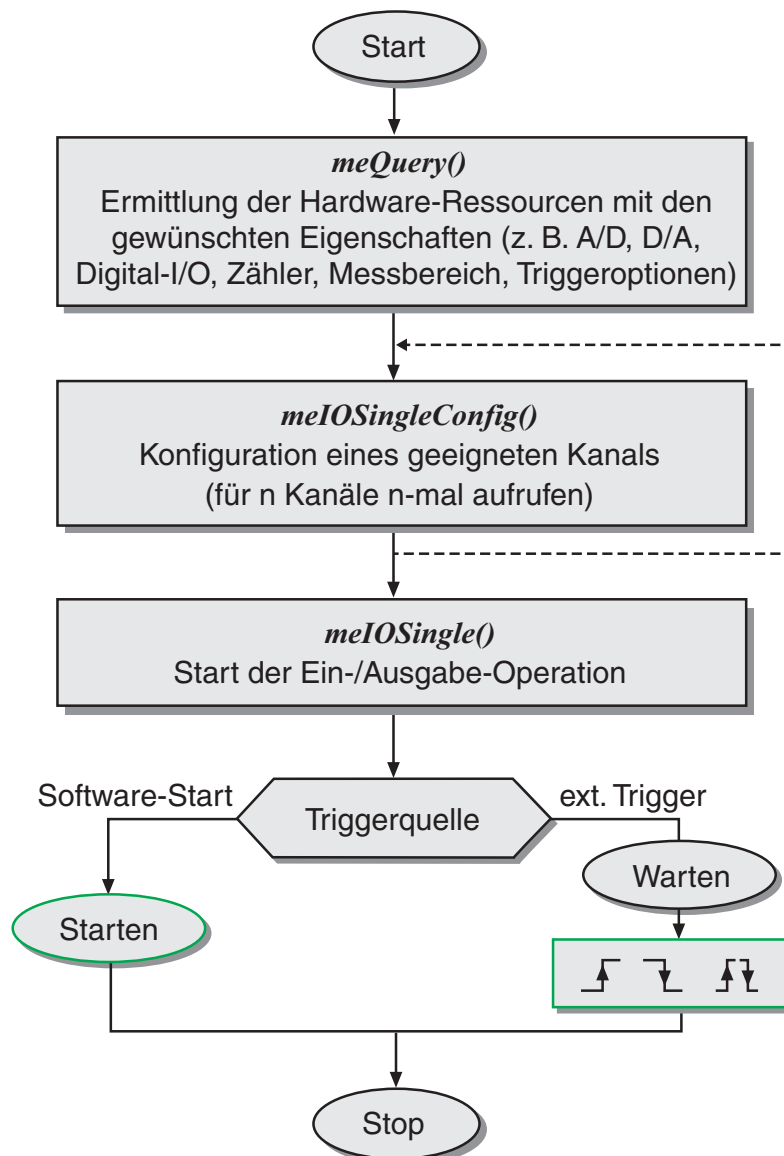 Start
meQuery()
Ermittlung der Hardware-Ressourcen mit den
gewünschten Eigenschaften (z. B. A/D, D/A,
Digital-I/O, Zähler, Messbereich, Triggeroptionen)
meIOSingleConfig()
Konfiguration eines geeigneten Kanals
(für n Kanäle n-mal aufrufen)
meIOSingle()
Start der Ein-/Ausgabe-Operation
Software-Start
Triggerquelle
ext. Trigger
Starten
Warten
Stop